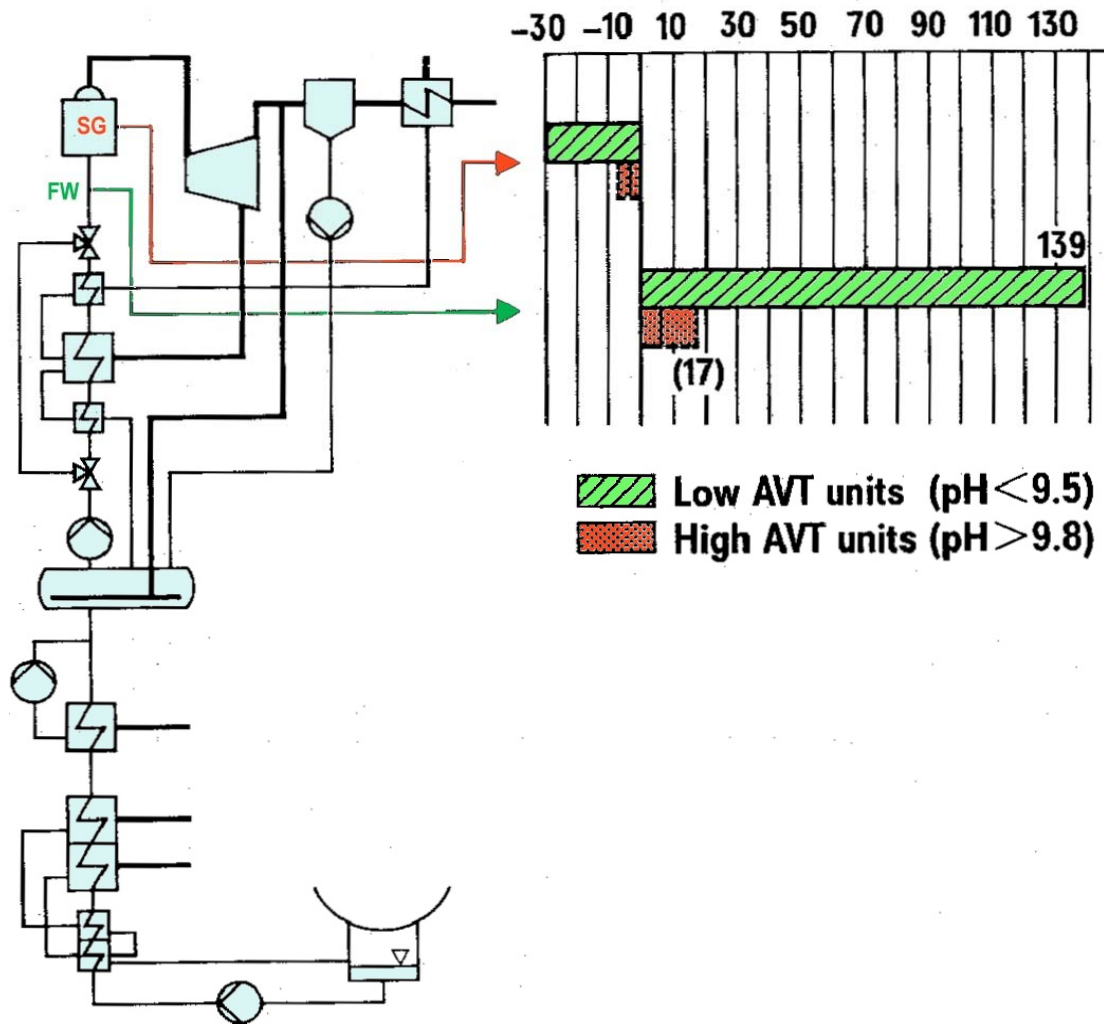 -30 -10 10 30 50 70 90 110 130
SG
FW
139
(17)
Low AVT units (pH<9.5)
High AVT units (pH>9.8)